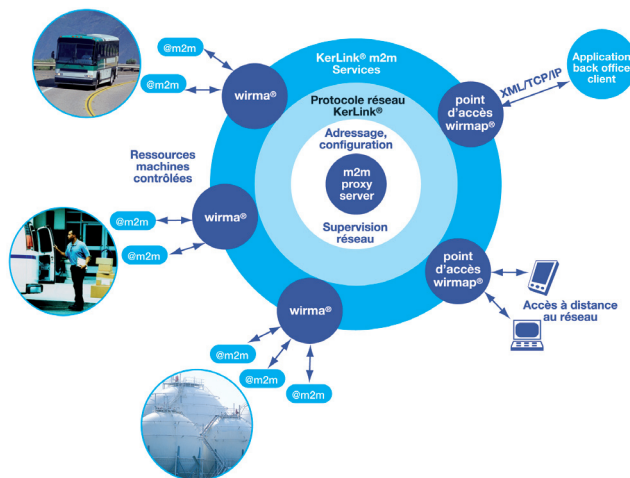 @m2m
@m2m
wirma®
KerLink® m2m
Services
Protocole réseau
KerLink®
Adressage,
configuration
m2m
proxy
server
Supervision
réseau
point
d'accès
wirmap®
XML/TCP/IP
Application
back office
client
Ressources
machines
contrôlées
@m2m
@m2m
wirma®
wirma®
@m2m
@m2m
@m2m
point
d'accès
wirmap®
Accès à distance
au réseau